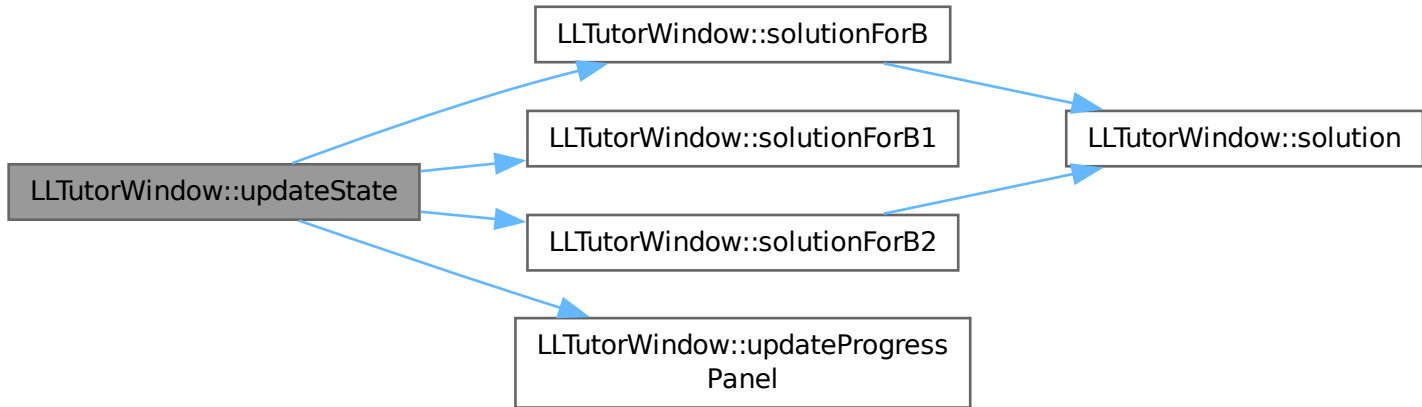 LLTutorWindow::updateState
LLTutorWindow::solutionForB
LLTutorWindow::solutionForB1
LLTutorWindow::solutionForB2
LLTutorWindow::updateProgress
Panel
LLTutorWindow::solution